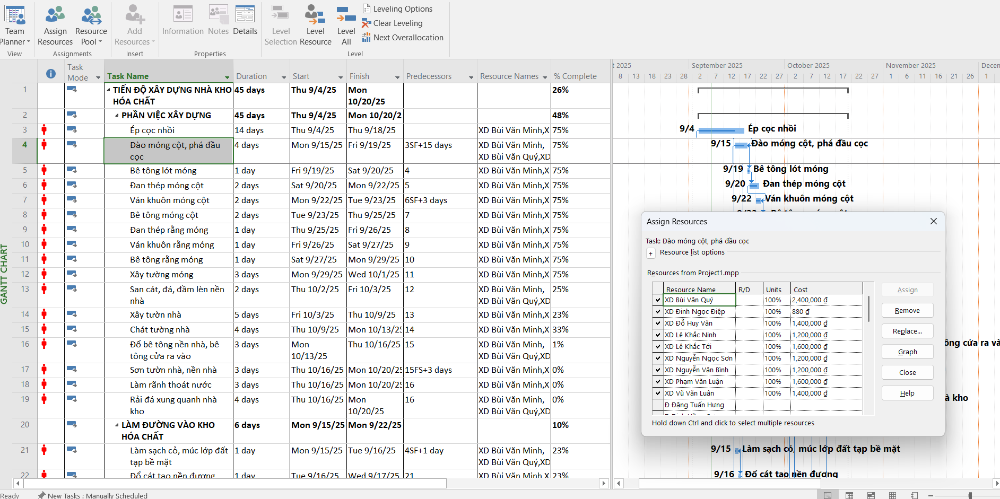 Team Planner
Assign Resources
Resource Pool
Add Resources
Information
Notes
Details
Level Selection
Level Resource
Level All
Leveling Options
Clear Leveling
Next Overallocation
View
Assignments
Insert
Properties
Level
Task Mode
Task Name
Duration
Start
Finish
Predecessors
Resource Names
% Complete
1 TIẾN ĐỘ XÂY DỰNG NHÀ KHO HÓA CHẤT 45 days Thu 9/4/25 Mon 10/20/25 26%
2 PHẦN VIỆC XÂY DỰNG 45 days Thu 9/4/25 Mon 10/20/2 48%
3 Ép cọc nhồi 14 days Thu 9/4/25 Thu 9/18/25 XD Bùi Văn Minh,X 75%
4 Đào móng cột, phá đầu cọc 4 days Mon 9/15/25 Fri 9/19/25 3SF+15 days XD Bùi Văn Minh, XD Bùi Văn Quý,XD 75%
5 Bê tông lót móng 1 day Fri 9/19/25 Sat 9/20/25 4 XD Bùi Văn Minh,X 75%
6 Đan thép móng cột 2 days Sat 9/20/25 Mon 9/22/25 5 XD Bùi Văn Minh,X 75%
7 Ván khuôn móng cột 2 days Mon 9/22/25 Tue 9/23/25 6SF+3 days XD Bùi Văn Minh,X 75%
8 Bê tông móng cột 2 days Tue 9/23/25 Thu 9/25/25 7 XD Bùi Văn Minh,X 75%
9 Đan thép rằng móng 1 day Thu 9/25/25 Fri 9/26/25 8 XD Bùi Văn Minh,X 75%
10 Ván khuôn rằng móng 1 day Fri 9/26/25 Sat 9/27/25 9 XD Bùi Văn Minh,X 75%
11 Bê tông rằng móng 1 day Sat 9/27/25 Mon 9/29/25 10 XD Bùi Văn Minh,X 75%
12 Xây tường móng 3 days Mon 9/29/25 Wed 10/1/25 11 XD Bùi Văn Minh,X 75%
13 San cát, đá, đầm lèn nền nhà 2 days Thu 10/2/25 Fri 10/3/25 12 XD Bùi Văn Minh, XD Bùi Văn Quý,XD 25%
14 Xây tườn nhà 5 days Fri 10/3/25 Thu 10/9/25 13 XD Bùi Văn Minh,X 23%
15 Chát tường nhà 4 days Thu 10/9/25 Mon 10/13/25 14 XD Bùi Văn Minh,X 33%
16 Đổ bê tông nền nhà, bê tông cửa ra vào 3 days Mon 10/13/25 Thu 10/16/25 15 XD Bùi Văn Minh, XD Bùi Văn Quý,XD 1%
17 Sơn tườn nhà, nền nhà 3 days Thu 10/16/25 Mon 10/20/25 15FS+3 days XD Bùi Văn Minh,X 0%
18 Làm rãnh thoát nước 3 days Thu 10/16/25 Mon 10/20/25 16 XD Bùi Văn Minh,X 0%
19 Rải đá xung quanh nhà kho 4 days Thu 10/16/25 Mon 10/20/25 16 XD Bùi Văn Minh, XD Bùi Văn Quý,XD 0%
20 LÀM ĐƯỜNG VÀO KHO HÓA CHẤT 6 days Mon 9/15/25 Mon 9/22/25 10%
21 Làm sạch cỏ, múc lớp đất tạp bề mặt 1 day Mon 9/15/25 Tue 9/16/25 4SF+1 day XD Bùi Văn Minh, XD Bùi Văn Quý,XD 23%
22 Đổ cát tạo nền đương 1 day Tue 9/16/25 Wed 9/17/25 21 XD Bùi Văn Minh,X 23%
GANTT CHART
t 2025 September 2025 October 2025 November 2025 Decen
8 13 18 23 28 2 7 12 17 22 27 2 7 12 17 22 27 1 6 11 16 21 26 1
9/4 Ép cọc nhồi
9/15 Đào móng cột, phá đầu cọc
9/19 Bê tông lót móng
9/20 Đan thép móng cột
9/22 Ván khuôn móng cột
Assign Resources
Task: Đào móng cột, phá đầu cọc
+ Resource list options
Resources from Project1.mpp
Resource Name R/D Units Cost
XD Bùi Văn Quý 100% 2,400,000 ₫
XD Đinh Ngọc Điệp 100% 880 ₫
XD Đỗ Huy Văn 100% 1,400,000 ₫
XD Lê Khắc Ninh 100% 1,200,000 ₫
XD Lê Khắc Tới 100% 1,600,000 ₫
XD Nguyễn Ngọc Sơn 100% 1,200,000 ₫
XD Nguyễn Văn Bình 100% 1,200,000 ₫
XD Phạm Văn Luận 100% 1,600,000 ₫
XD Vũ Văn Luân 100% 1,400,000 ₫
Đ Đặng Tuấn Hưng
Assign
Remove
Replace...
Graph
Close
Help
Hold down Ctrl and click to select multiple resources
ông cửa ra và
à kho
9/15 Làm sạch cỏ, múc lớp đất tạp bề mặt
9/16 Đổ cát tạo nền đương
Ready
New Tasks : Manually Scheduled